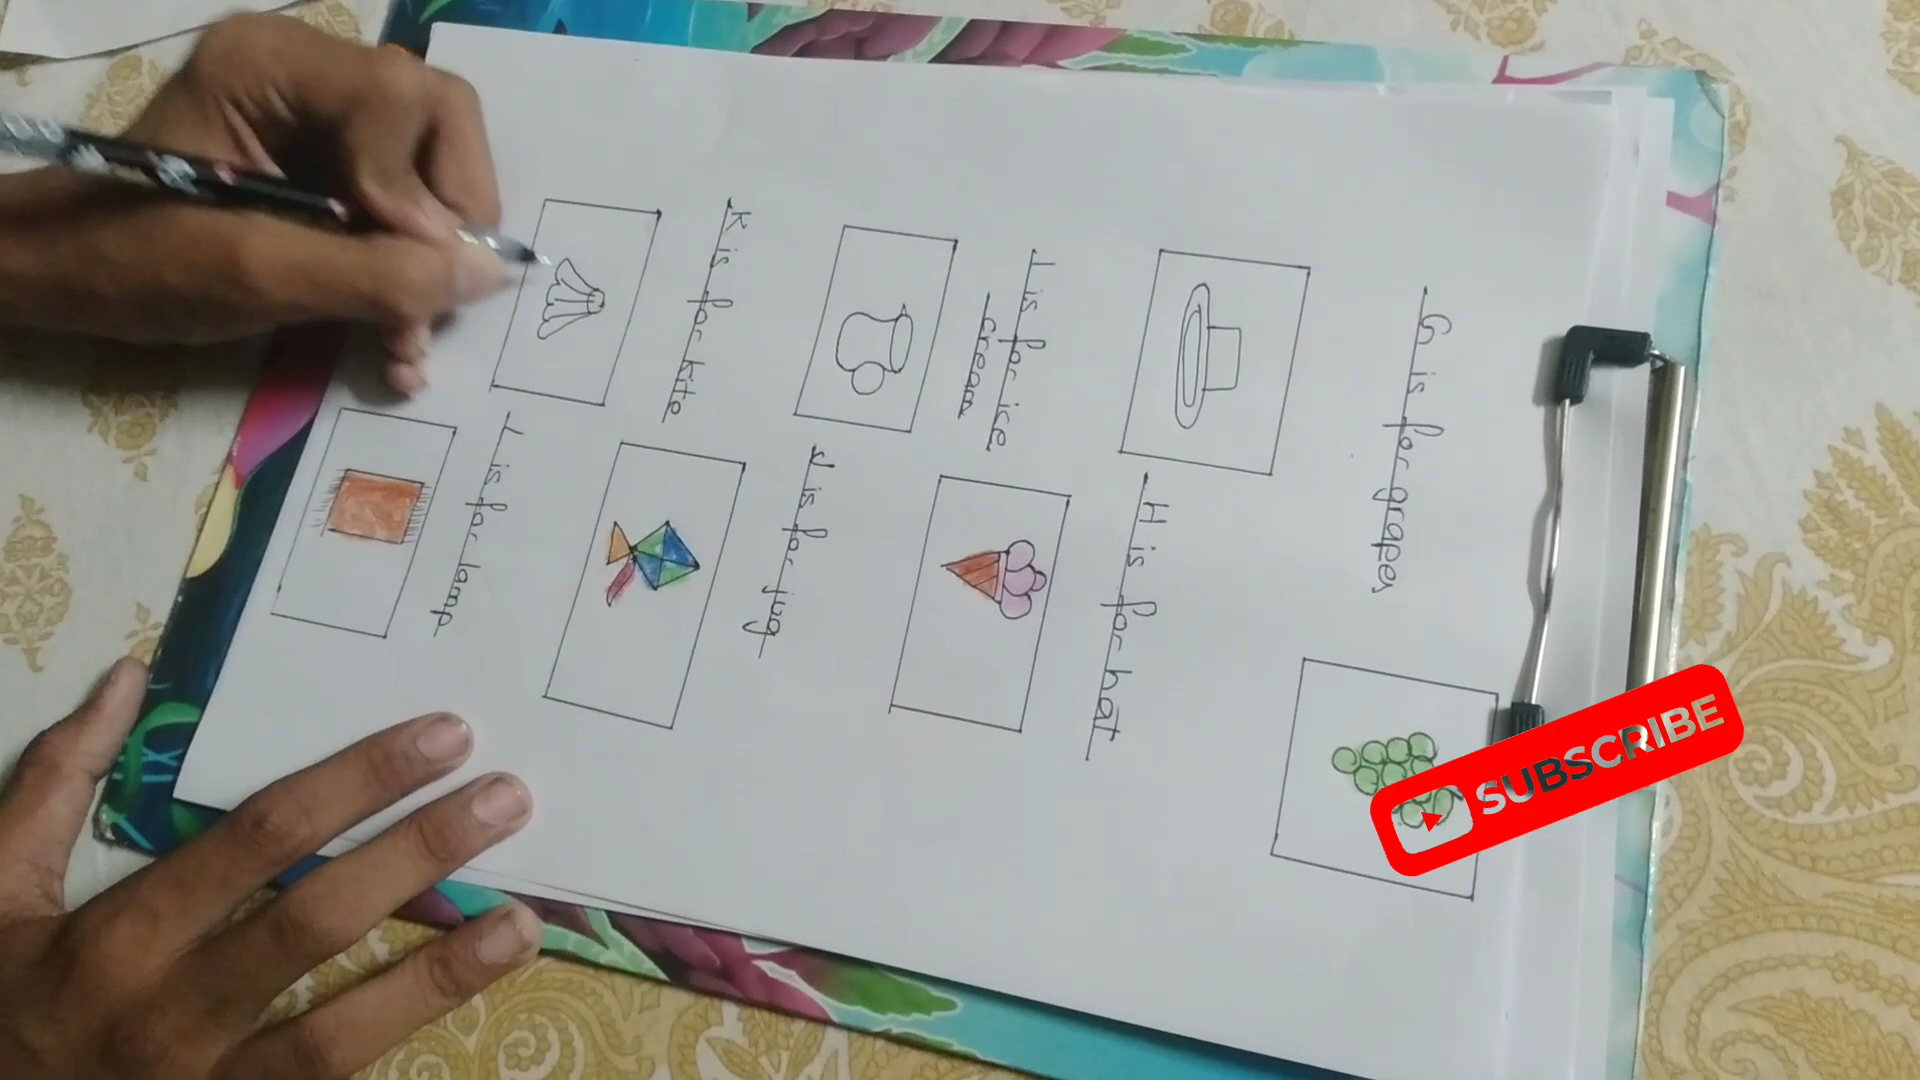 G is for grapes
H is for hat
I is for ice
cream
J is for jug
K is for kite
L is for lamp
SUBSCRIBE